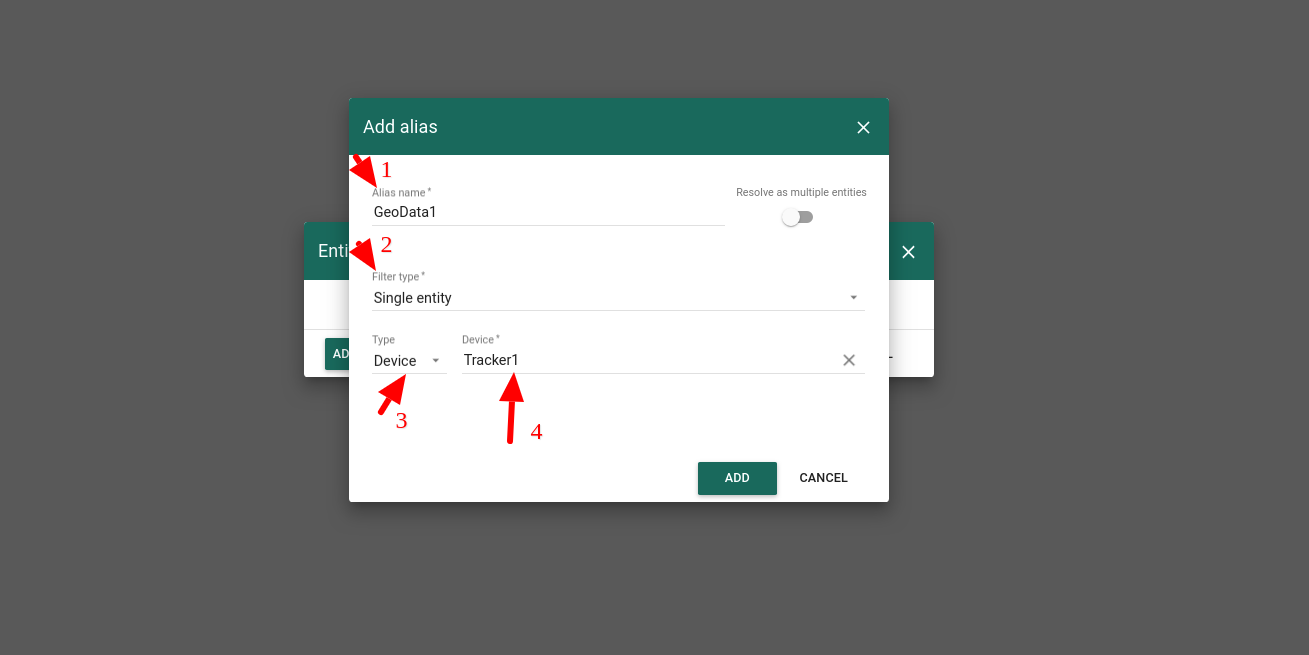 Add alias
1
Alias name *
Resolve as multiple entities
GeoData1
2
Enti
Filter type *
Single entity
Type
Device *
AD
Device
Tracker1
3
4
ADD
CANCEL